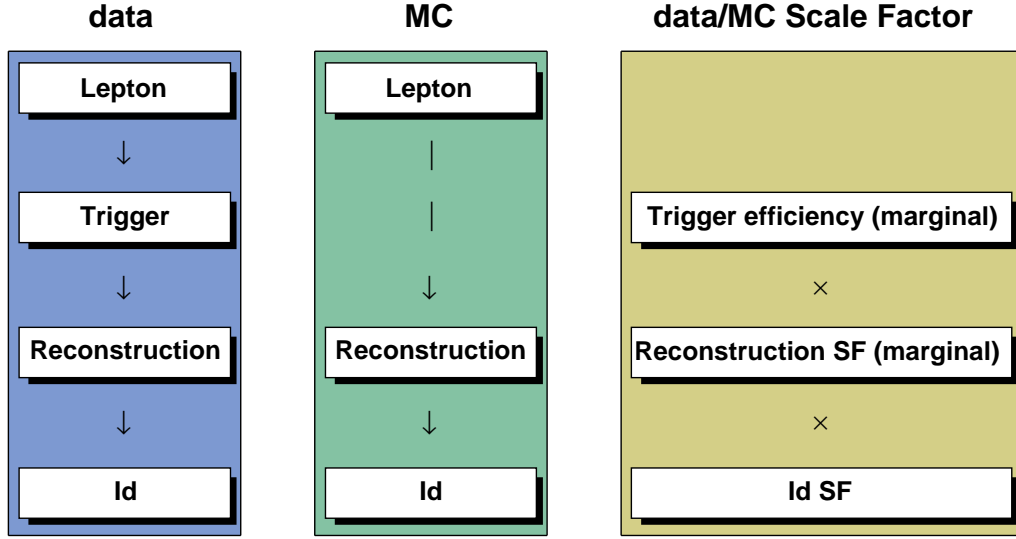 data
MC
data/MC Scale Factor
Lepton
Lepton
↓
|
Trigger
|
Trigger efficiency (marginal)
↓
↓
×
Reconstruction
Reconstruction
Reconstruction SF (marginal)
↓
↓
×
Id
Id
Id SF